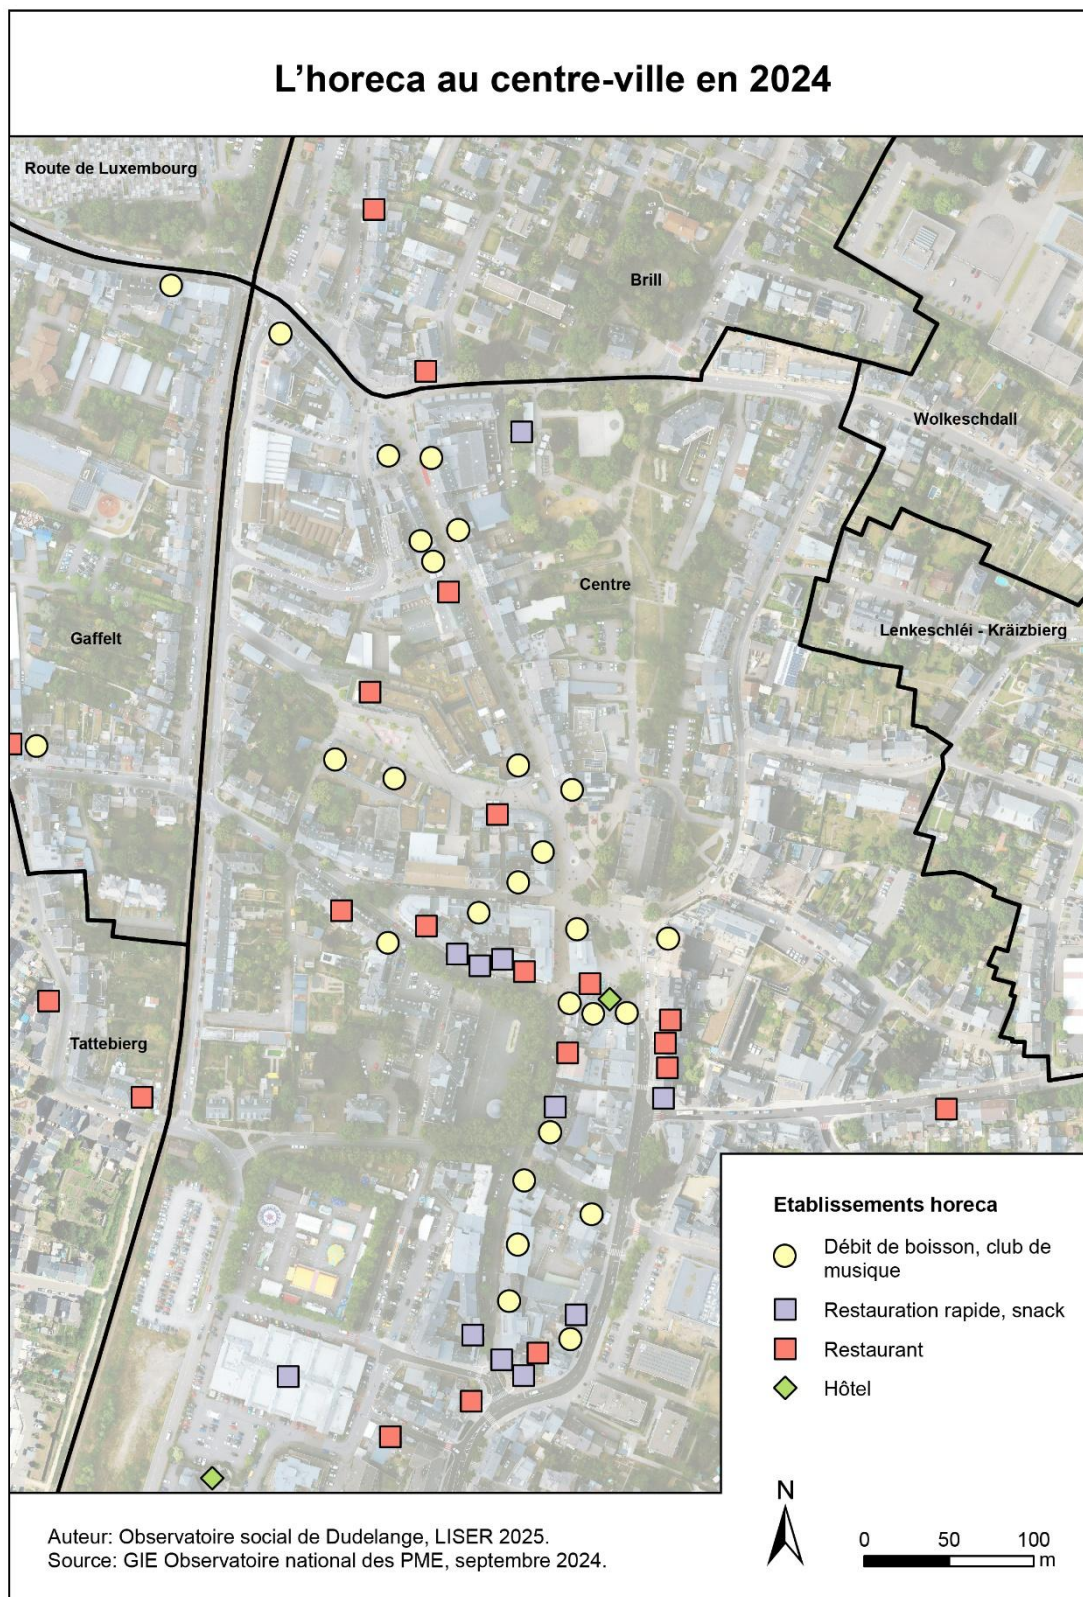 L'horeca au centre-ville en 2024
Route de Luxembourg
Brill
Wolkeschdall
Centre
Gaffelt
Lenkeschléi - Kräizbierg
Tattebierg
Etablissements horeca
Débit de boisson, club de
musique
Restauration rapide, snack
Restaurant
Hôtel
N
0 50 100
m
Auteur: Observatoire social de Dudelange, LISER 2025.
Source: GIE Observatoire national des PME, septembre 2024.